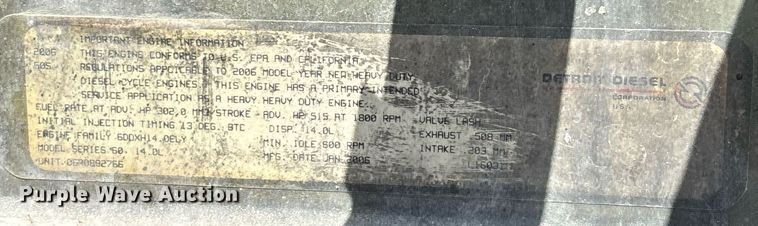 IMPORTANT ENGINE INFORMATION
2006 THIS ENGINE CONFORMS TO U.S. EPA AND CALIFORNIA
60S REGULATIONS APPLICABLE TO 2006 MODEL YEAR NEW HEAVY DUTY
DIESEL CYCLE ENGINES. THIS ENGINE HAS A PRIMARY INTENDED
SERVICE APPLICATION AS A HEAVY HEAVY DUTY ENGINE.
FUEL RATE AT ADV. HP 302.0 MM3/STROKE - ADV. HP 515 AT 1800 RPM VALVE LASH
INITIAL INJECTION TIMING 13 DEG. BTC DISP. 14.0L EXHAUST .508 MM
ENGINE FAMILY 6DDXH14.0ELY MIN. IDLE 600 RPM INTAKE .203 MM
MODEL SERIES 60. 14.0L MFG. DATE JAN 2006
UNIT. 06R0892766
DETROIT DIESEL
CORPORATION
U.S.A.
Purple Wave Auction